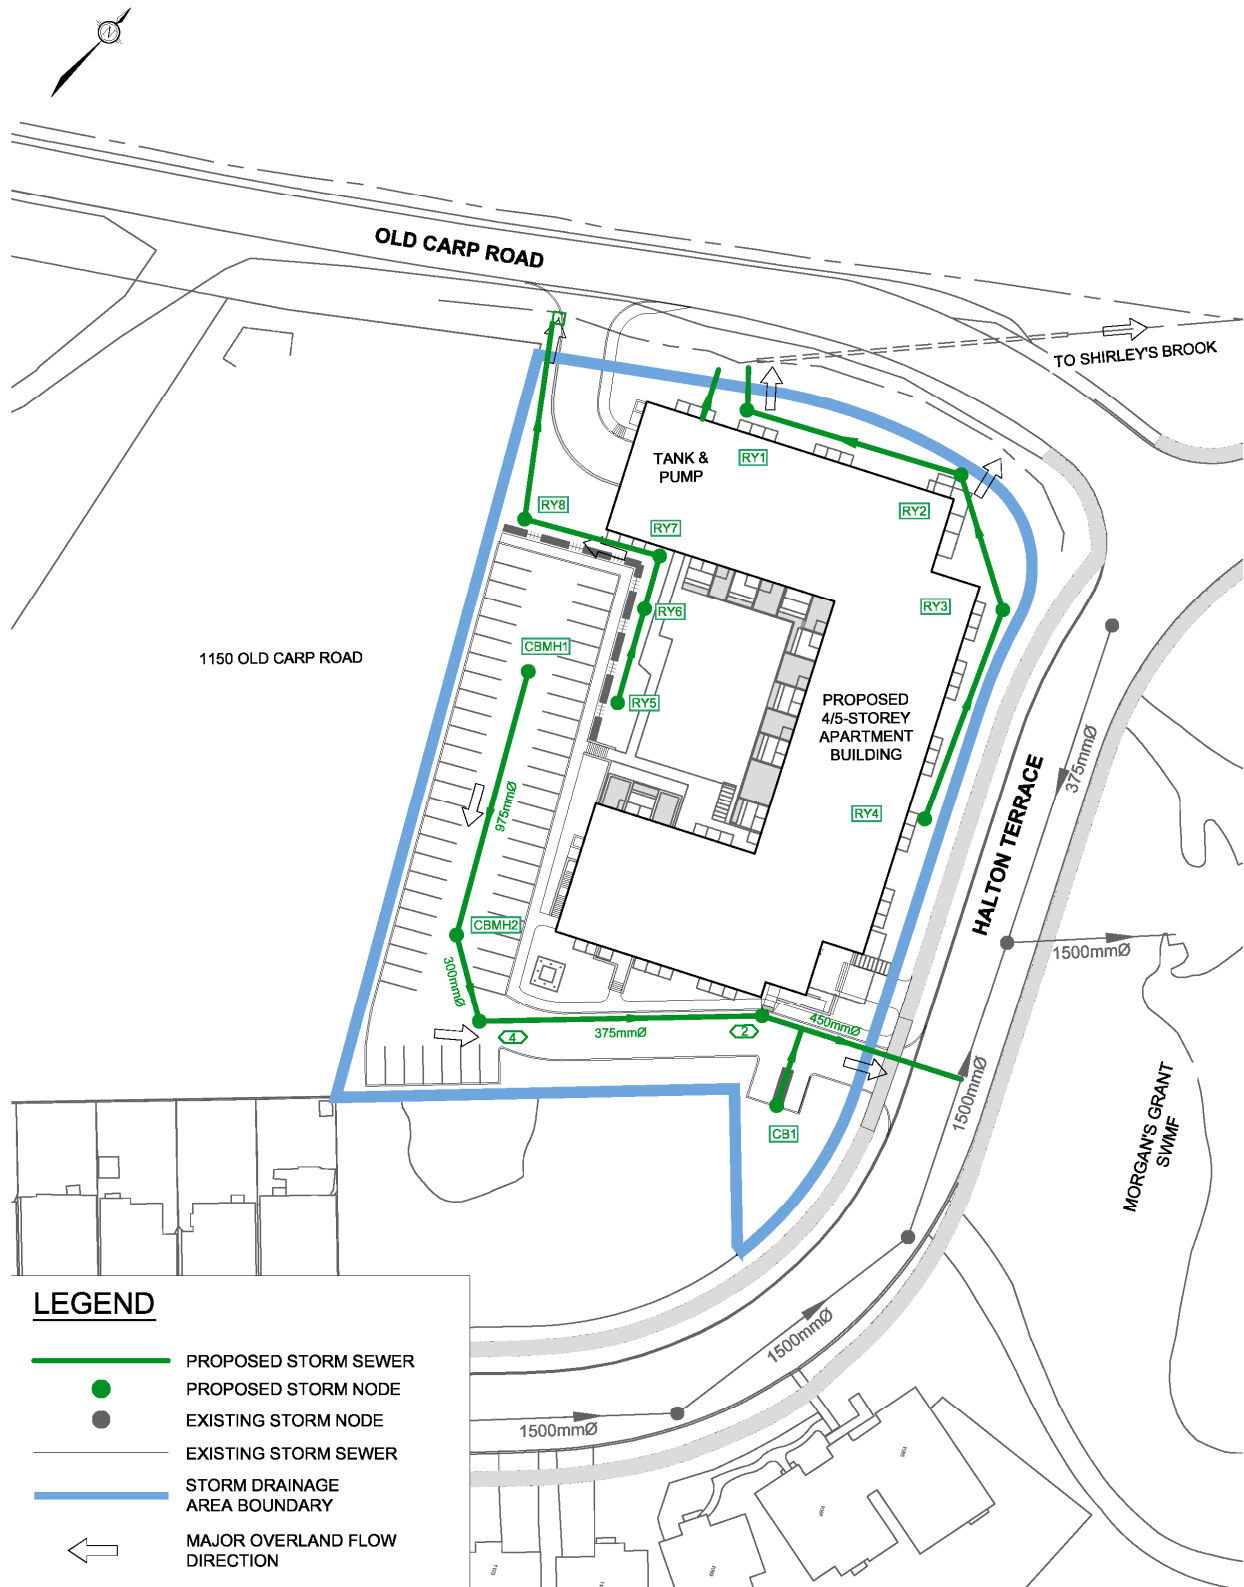 N
OLD CARP ROAD
TO SHIRLEY'S BROOK
TANK &
PUMP
RY1
RY2
RY8
RY7
RY3
RY6
CBMH1
1150 OLD CARP ROAD
RY5
PROPOSED
4/5-STOREY
APARTMENT
BUILDING
RY4
975mmØ
375mmØ
HALTON TERRACE
CBMH2
1500mmØ
300mmØ
4
375mmØ
2
450mmØ
1500mmØ
CB1
MORGAN'S GRANT
SWMF
1500mmØ
1500mmØ
LEGEND
PROPOSED STORM SEWER
PROPOSED STORM NODE
EXISTING STORM NODE
EXISTING STORM SEWER
STORM DRAINAGE
AREA BOUNDARY
MAJOR OVERLAND FLOW
DIRECTION